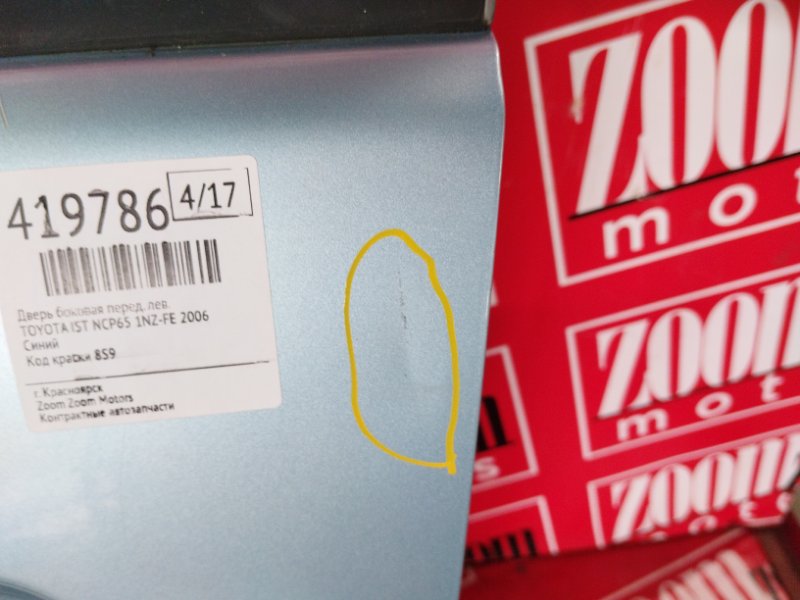 419786 4/17
Дверь боковая перед. лев.
TOYOTA IST NCP65 1NZ-FE 2006
Синий
Код краски 8S9
г. Красноярск
Zoom Zoom Motors
Контрактные автозапчасти
ZOOM
mot
ZOOM
mot
ZOOM